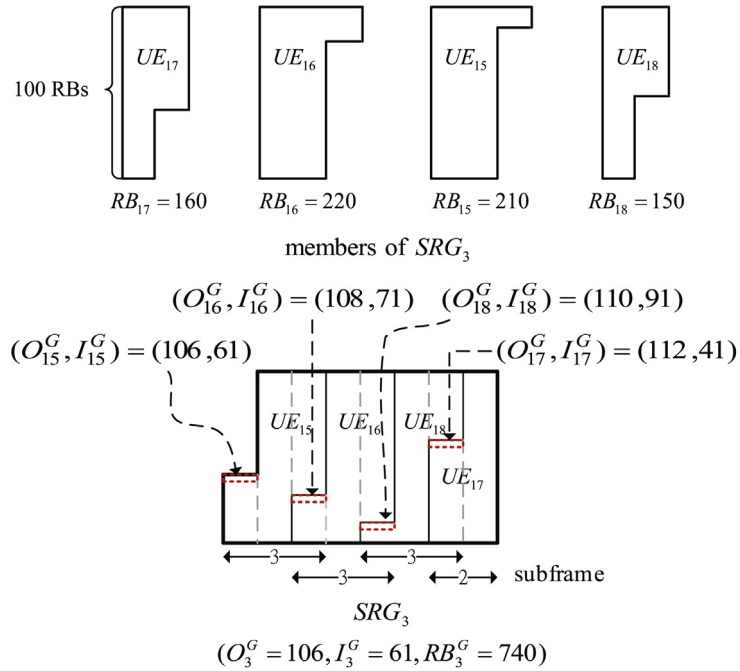 UE₁₇ UE₁₆ UE₁₅ UE₁₈
100 RBs
RB₁₇ = 160 RB₁₆ = 220 RB₁₅ = 210 RB₁₈ = 150
members of SRG₃
(O₁₆ᴳ, I₁₆ᴳ) = (108, 71) (O₁₈ᴳ, I₁₈ᴳ) = (110, 91)
(O₁₅ᴳ, I₁₅ᴳ) = (106, 61) (O₁₇ᴳ, I₁₇ᴳ) = (112, 41)
UE₁₅ UE₁₆ UE₁₈
UE₁₇
3 3
3 2 subframe
SRG₃
(O₃ᴳ = 106, I₃ᴳ = 61, RB₃ᴳ = 740)